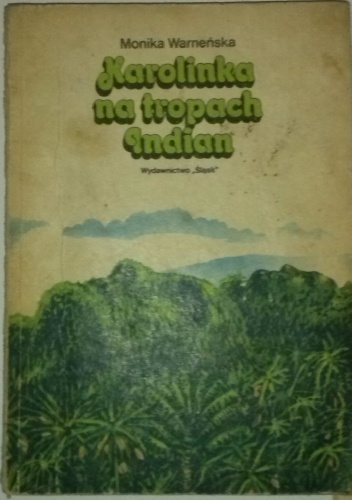 Monika Warneńska
Karolinka
na tropach
Indian
Wydawnictwo „Śląsk"